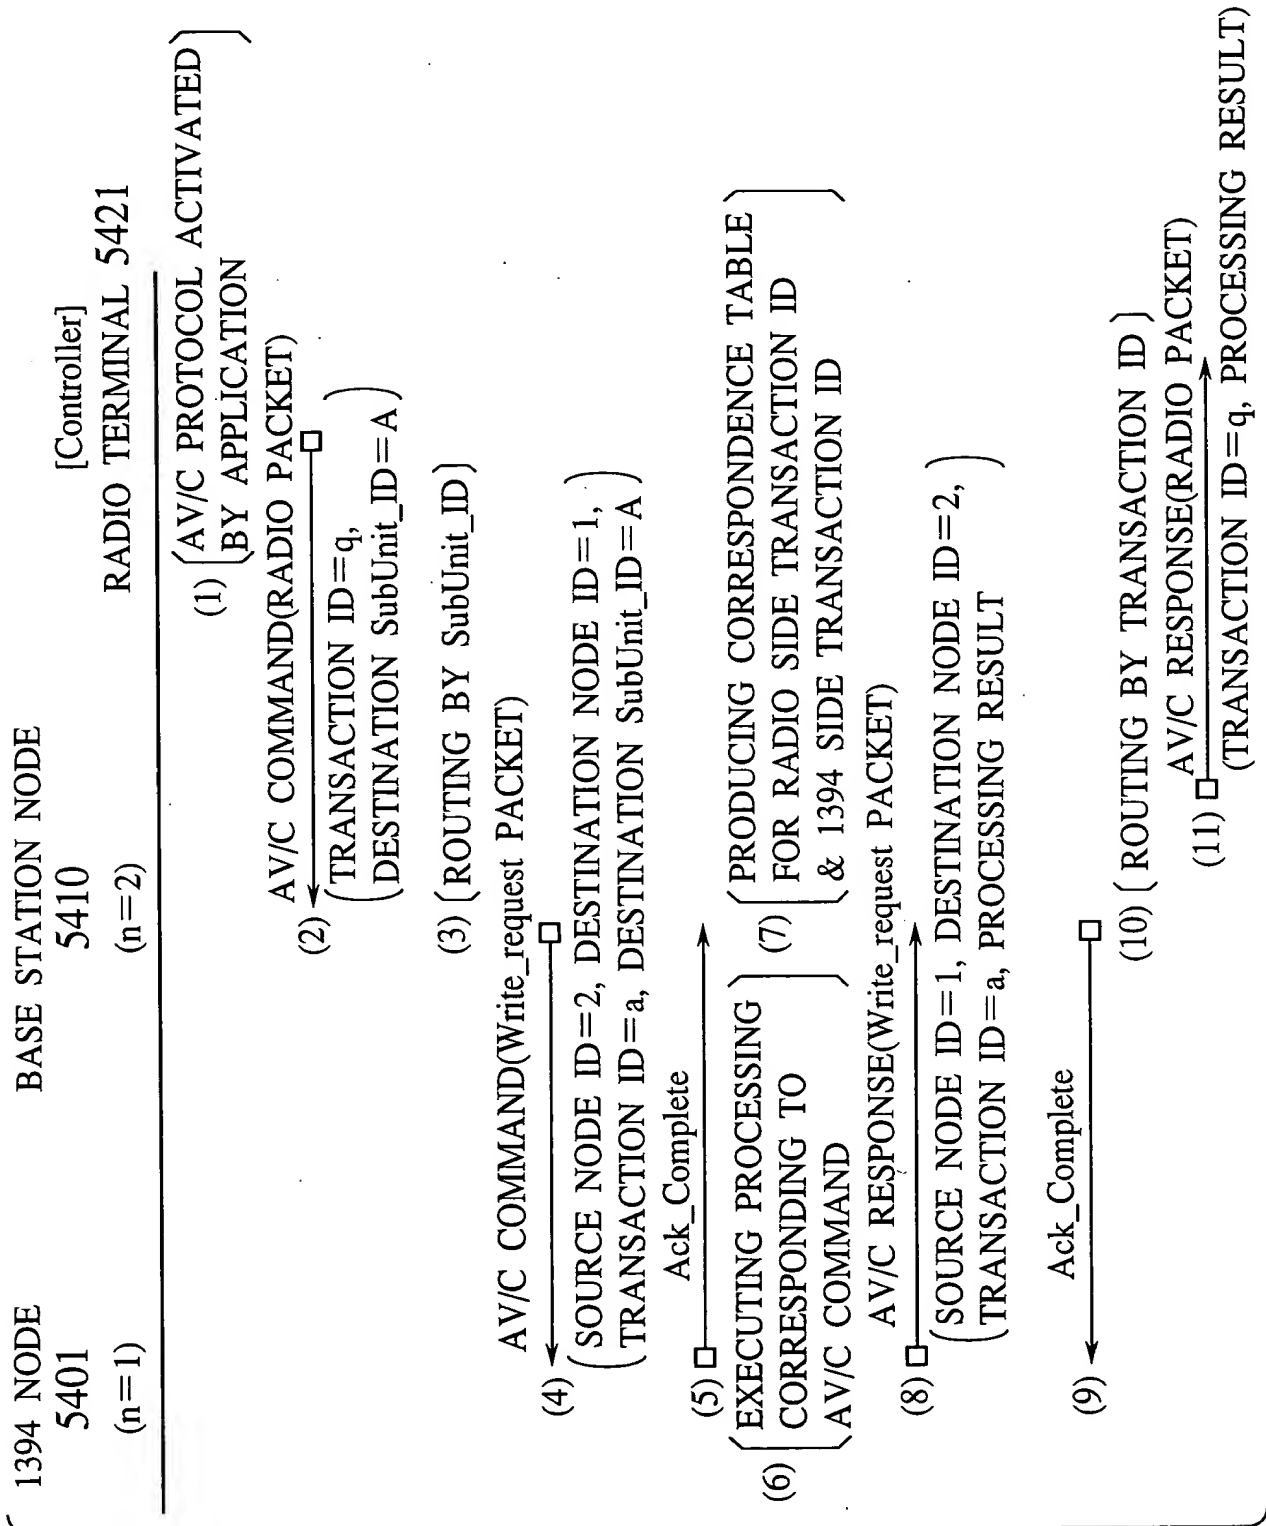 1394 NODE
5401
(n=1)
BASE STATION NODE
5410
(n=2)
[Controller]
RADIO TERMINAL 5421
(1) (AV/C PROTOCOL ACTIVATED
BY APPLICATION)
AV/C COMMAND(RADIO PACKET)
(2)
(TRANSACTION ID=q,
DESTINATION SubUnit_ID=A)
(3) (ROUTING BY SubUnit_ID)
AV/C COMMAND(Write_request PACKET)
(4)
(SOURCE NODE ID=2, DESTINATION NODE ID=1,
TRANSACTION ID=a, DESTINATION SubUnit_ID=A)
Ack_Complete
(5)
(6) (EXECUTING PROCESSING
CORRESPONDING TO
AV/C COMMAND)
(7) (PRODUCING CORRESPONDENCE TABLE
FOR RADIO SIDE TRANSACTION ID
& 1394 SIDE TRANSACTION ID)
AV/C RESPONSE(Write_request PACKET)
(8)
(SOURCE NODE ID=1, DESTINATION NODE ID=2,
TRANSACTION ID=a, PROCESSING RESULT)
Ack_Complete
(9)
(10) (ROUTING BY TRANSACTION ID)
AV/C RESPONSE(RADIO PACKET)
(11)
(TRANSACTION ID=q, PROCESSING RESULT)